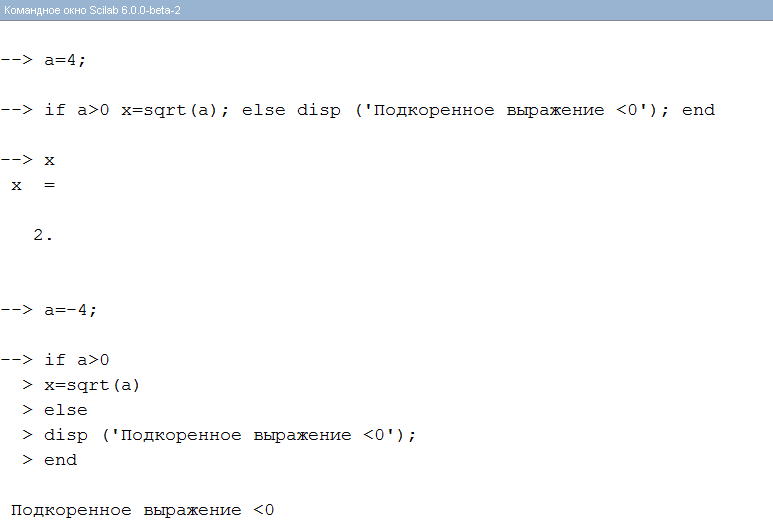 Командное окно Scilab 6.0.0-beta-2
--> a=4;
--> if a>0 x=sqrt(a); else disp ('Подкоренное выражение <0'); end
--> x
x =
2.
--> a=-4;
--> if a>0
> x=sqrt(a)
> else
> disp ('Подкоренное выражение <0');
> end
Подкоренное выражение <0